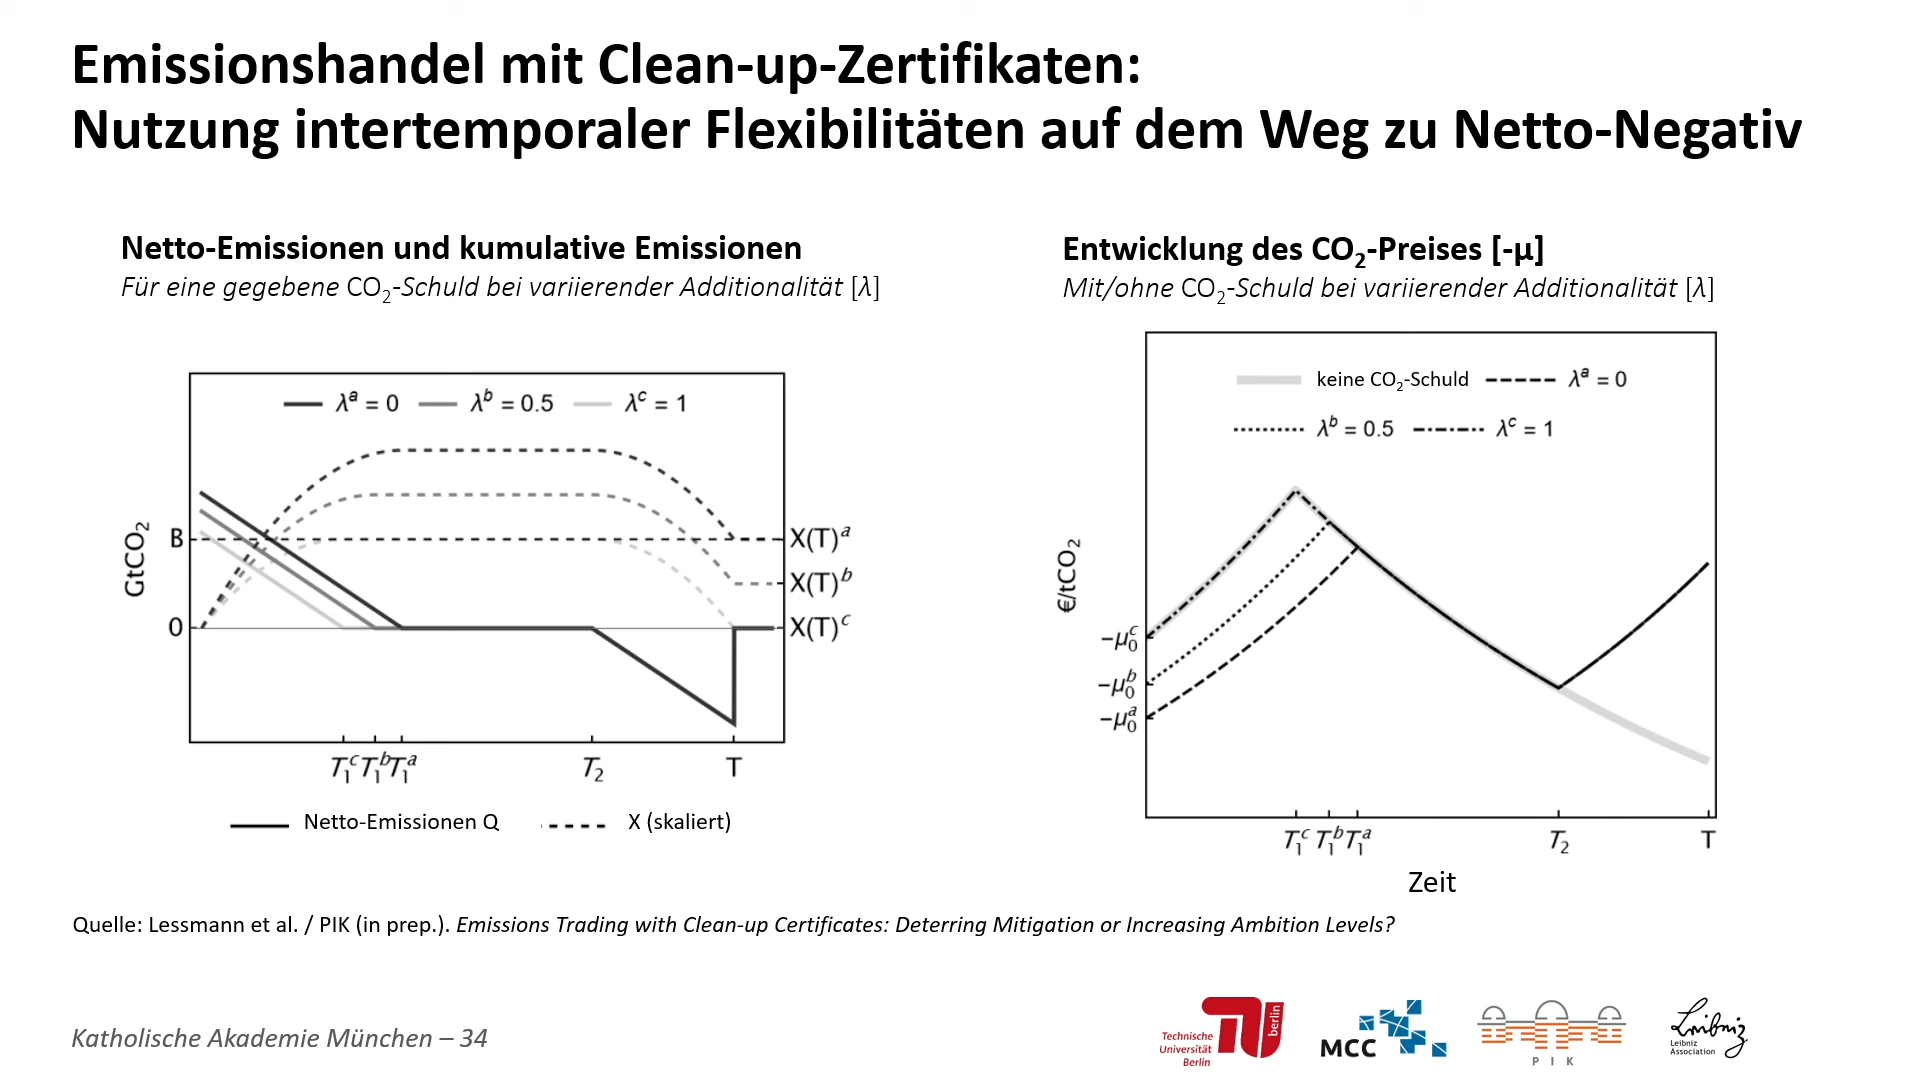 Emissionshandel mit Clean-up-Zertifikaten:
Nutzung intertemporaler Flexibilitäten auf dem Weg zu Netto-Negativ
Netto-Emissionen und kumulative Emissionen
Für eine gegebene CO₂-Schuld bei variierender Additionalität [λ]
λᵃ = 0
λᵇ = 0.5
λᶜ = 1
GtCO₂
B
0
X(T)ᵃ
X(T)ᵇ
X(T)ᶜ
T₁ᶜ T₁ᵇ T₁ᵃ
T₂
T
Netto-Emissionen Q
X (skaliert)
Entwicklung des CO₂-Preises [-µ]
Mit/ohne CO₂-Schuld bei variierender Additionalität [λ]
keine CO₂-Schuld
λᵃ = 0
λᵇ = 0.5
λᶜ = 1
€/tCO₂
−μ₀ᶜ
−μ₀ᵇ
−μ₀ᵃ
T₁ᶜ T₁ᵇ T₁ᵃ
T₂
T
Zeit
Quelle: Lessmann et al. / PIK (in prep.). Emissions Trading with Clean-up Certificates: Deterring Mitigation or Increasing Ambition Levels?
Katholische Akademie München – 34
Technische
Universität
Berlin
berlin
MCC
PIK
Leibniz
Leibniz
Association